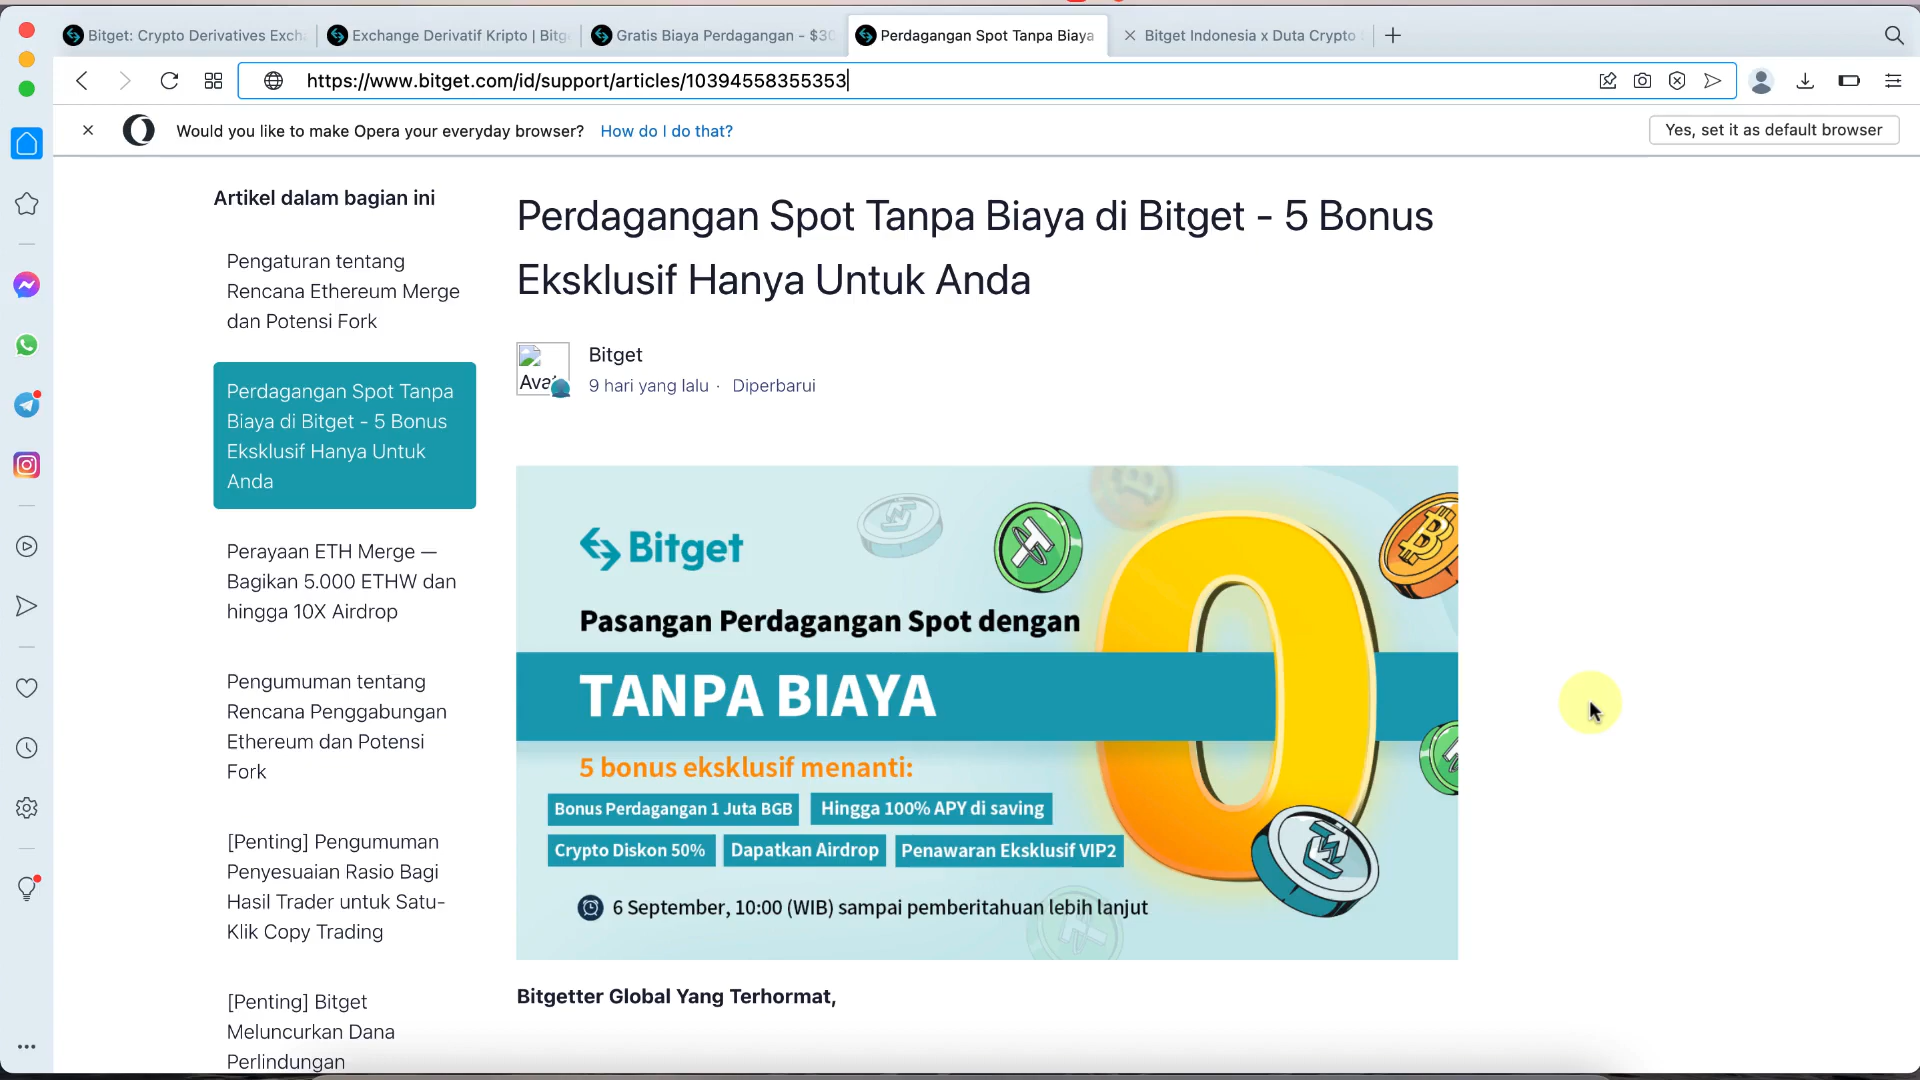 Bitget: Crypto Derivatives Exch
Exchange Derivatif Kripto | Bitg
Gratis Biaya Perdagangan - $30
Perdagangan Spot Tanpa Biaya
Bitget Indonesia x Duta Crypto
https://www.bitget.com/id/support/articles/10394558355353
Would you like to make Opera your everyday browser? How do I do that?
Yes, set it as default browser
Artikel dalam bagian ini
Pengaturan tentang
Rencana Ethereum Merge
dan Potensi Fork
Perdagangan Spot Tanpa
Biaya di Bitget - 5 Bonus
Eksklusif Hanya Untuk
Anda
Perayaan ETH Merge —
Bagikan 5.000 ETHW dan
hingga 10X Airdrop
Pengumuman tentang
Rencana Penggabungan
Ethereum dan Potensi
Fork
[Penting] Pengumuman
Penyesuaian Rasio Bagi
Hasil Trader untuk Satu-
Klik Copy Trading
[Penting] Bitget
Meluncurkan Dana
Perlindungan
Perdagangan Spot Tanpa Biaya di Bitget - 5 Bonus
Eksklusif Hanya Untuk Anda
Avat
Bitget
9 hari yang lalu · Diperbarui
Bitget
Pasangan Perdagangan Spot dengan
TANPA BIAYA
0
5 bonus eksklusif menanti:
Bonus Perdagangan 1 Juta BGB
Hingga 100% APY di saving
Crypto Diskon 50%
Dapatkan Airdrop
Penawaran Eksklusif VIP2
6 September, 10:00 (WIB) sampai pemberitahuan lebih lanjut
Bitgetter Global Yang Terhormat,